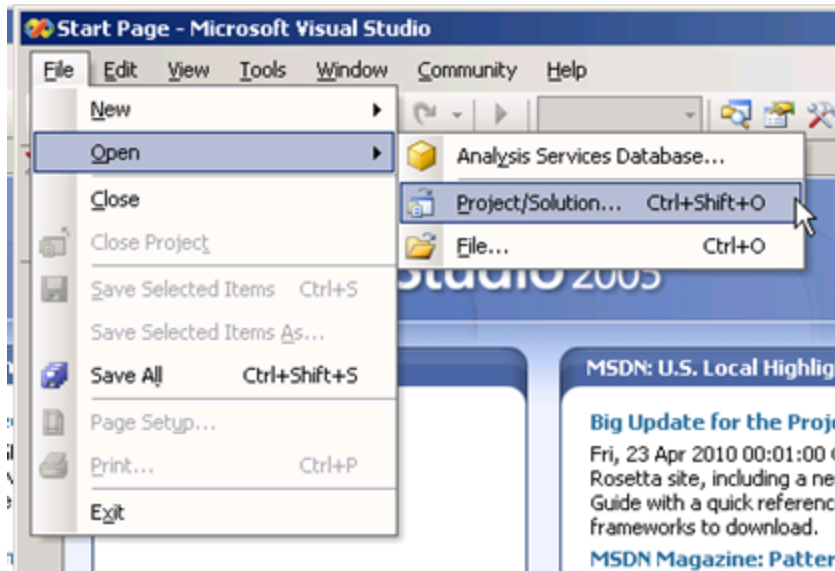 Start Page - Microsoft Visual Studio
File Edit View Tools Window Community Help
New
Open
Close
Close Project
Save Selected Items Ctrl+S
Save Selected Items As...
Save All Ctrl+Shift+S
Page Setup...
Print... Ctrl+P
Exit
Analysis Services Database...
Project/Solution... Ctrl+Shift+O
File... Ctrl+O
Studio 2005
MSDN: U.S. Local Highlig
Big Update for the Proje
Fri, 23 Apr 2010 00:01:00
Rosetta site, including a ne
Guide with a quick referenc
frameworks to download.
MSDN Magazine: Patter